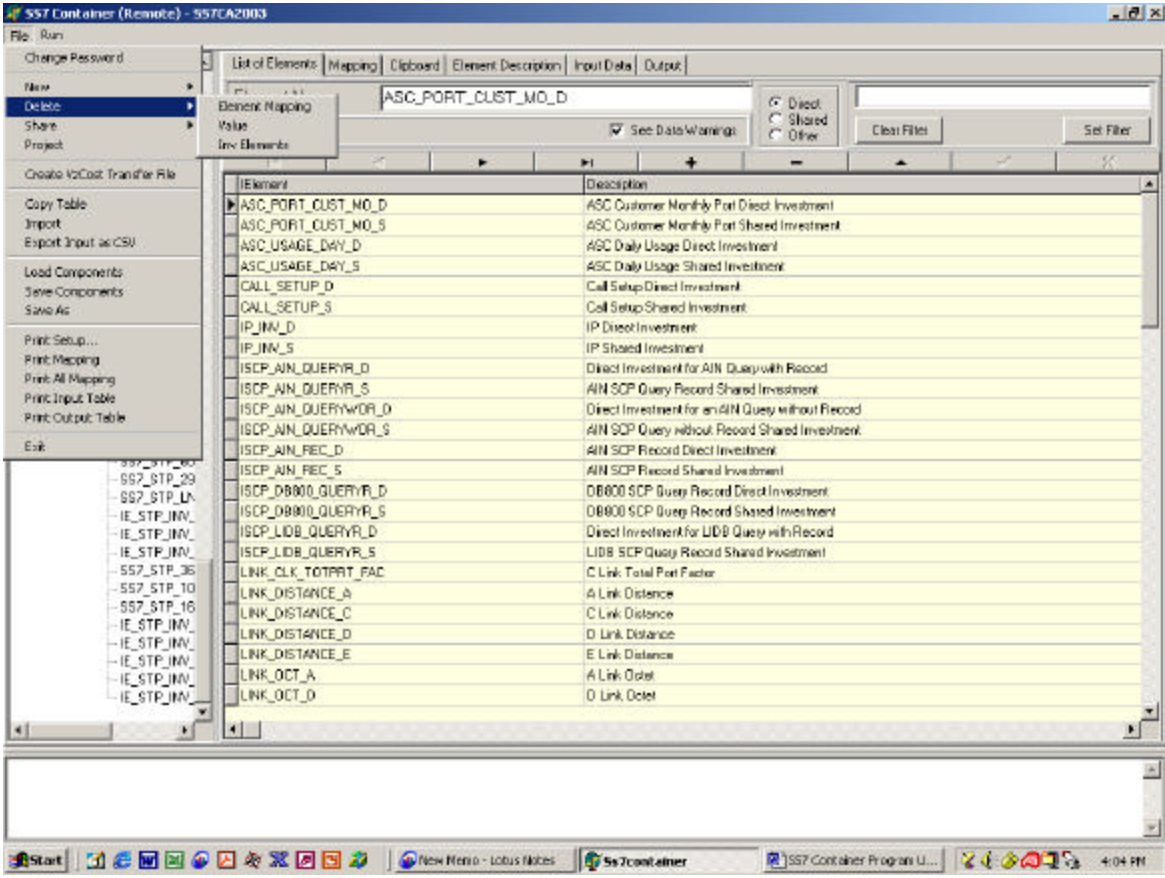 SS7 Container (Remote) - SS7CA2003
File Run
Change Password
New
Delete
Share
Project
Create VzCost Transfer File
Copy Table
Import
Export Input as CSV
Load Components
Save Components
Save As
Print Setup...
Print Mapping
Print All Mapping
Print Input Table
Print Output Table
Exit
Element Mapping
Value
Inv Elements
List of Elements Mapping Clipboard Element Description Input Data Output
ASC_PORT_CUST_MO_D
See Data Warnings
Direct
Shared
Other
Clear Filter
Set Filter
IElement Description
ASC_PORT_CUST_MO_D ASC Customer Monthly Port Direct Investment
ASC_PORT_CUST_MO_S ASC Customer Monthly Port Shared Investment
ASC_USAGE_DAY_D ASC Daily Usage Direct Investment
ASC_USAGE_DAY_S ASC Daily Usage Shared Investment
CALL_SETUP_D Call Setup Direct Investment
CALL_SETUP_S Call Setup Shared Investment
IP_INV_D IP Direct Investment
IP_INV_S IP Shared Investment
ISCP_AIN_QUERYR_D Direct Investment for AIN Query with Record
ISCP_AIN_QUERYR_S AIN SCP Query Record Shared Investment
ISCP_AIN_QUERYWOR_D Direct Investment for an AIN Query without Record
ISCP_AIN_QUERYWOR_S AIN SCP Query without Record Shared Investment
ISCP_AIN_REC_D AIN SCP Record Direct Investment
ISCP_AIN_REC_S AIN SCP Record Shared Investment
ISCP_DB800_QUERYR_D DB800 SCP Query Record Direct Investment
ISCP_DB800_QUERYR_S DB800 SCP Query Record Shared Investment
ISCP_LIDB_QUERYR_D Direct Investment for LIDB Query with Record
ISCP_LIDB_QUERYR_S LIDB SCP Query Record Shared Investment
LINK_CLK_TOTPRT_FAC C Link Total Port Factor
LINK_DISTANCE_A A Link Distance
LINK_DISTANCE_C C Link Distance
LINK_DISTANCE_D D Link Distance
LINK_DISTANCE_E E Link Distance
LINK_OCT_A A Link Octet
LINK_OCT_D D Link Octet
SS7_STP_29
SS7_STP_LN
IE_STP_INV_
IE_STP_INV_
IE_STP_INV_
SS7_STP_36
SS7_STP_10
SS7_STP_16
IE_STP_INV_
IE_STP_INV_
IE_STP_INV_
IE_STP_INV_
IE_STP_INV_
Start New Memo - Lotus Notes Ss7container SS7 Container Program U... 4:04 PM